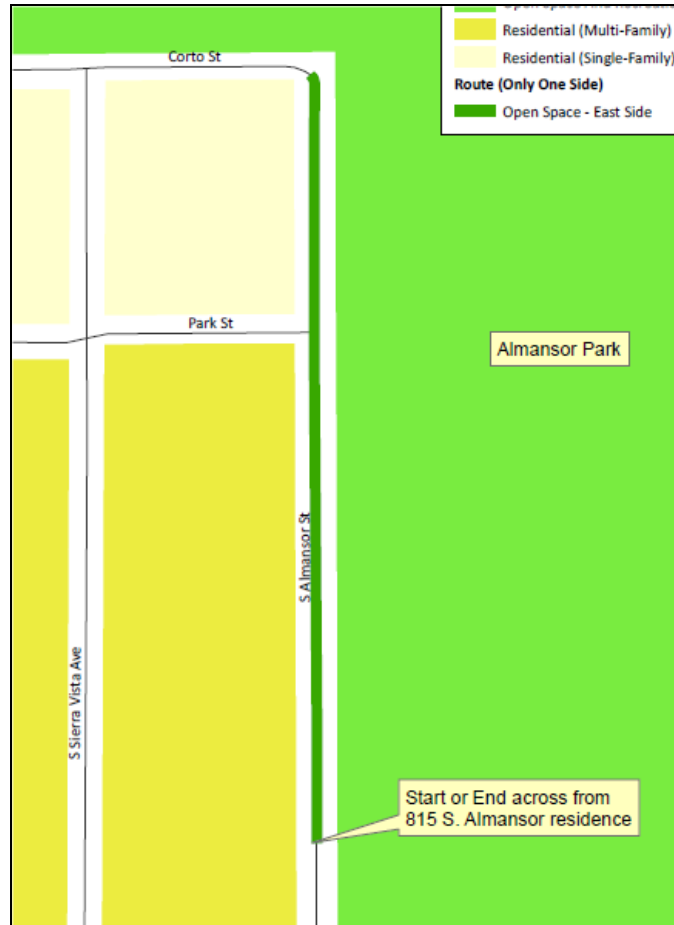 Residential (Multi-Family)
Residential (Single-Family)
Route (Only One Side)
Open Space - East Side
Corto St
Park St
Almansor Park
S Almansor St
S Sierra Vista Ave
Start or End across from
815 S. Almansor residence